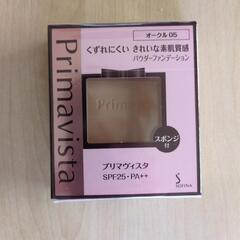 オークル 05
Primavista
くずれにくい きれいな素肌質感
パウダーファンデーション
Primavista
スポンジ付
プリマヴィスタ
SPF25・PA++
S
SOFINA